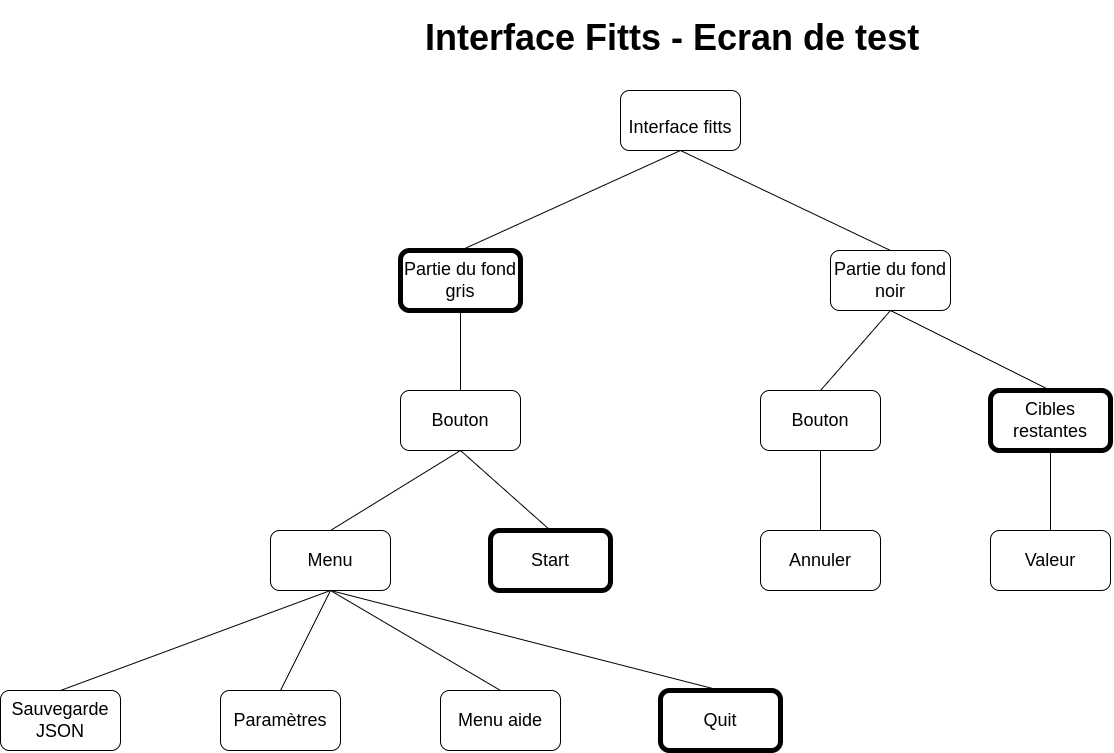 Interface Fitts - Ecran de test
Interface fitts
Partie du fond
gris
Partie du fond
noir
Bouton
Bouton
Cibles
restantes
Menu
Start
Annuler
Valeur
Sauvegarde
JSON
Paramètres
Menu aide
Quit